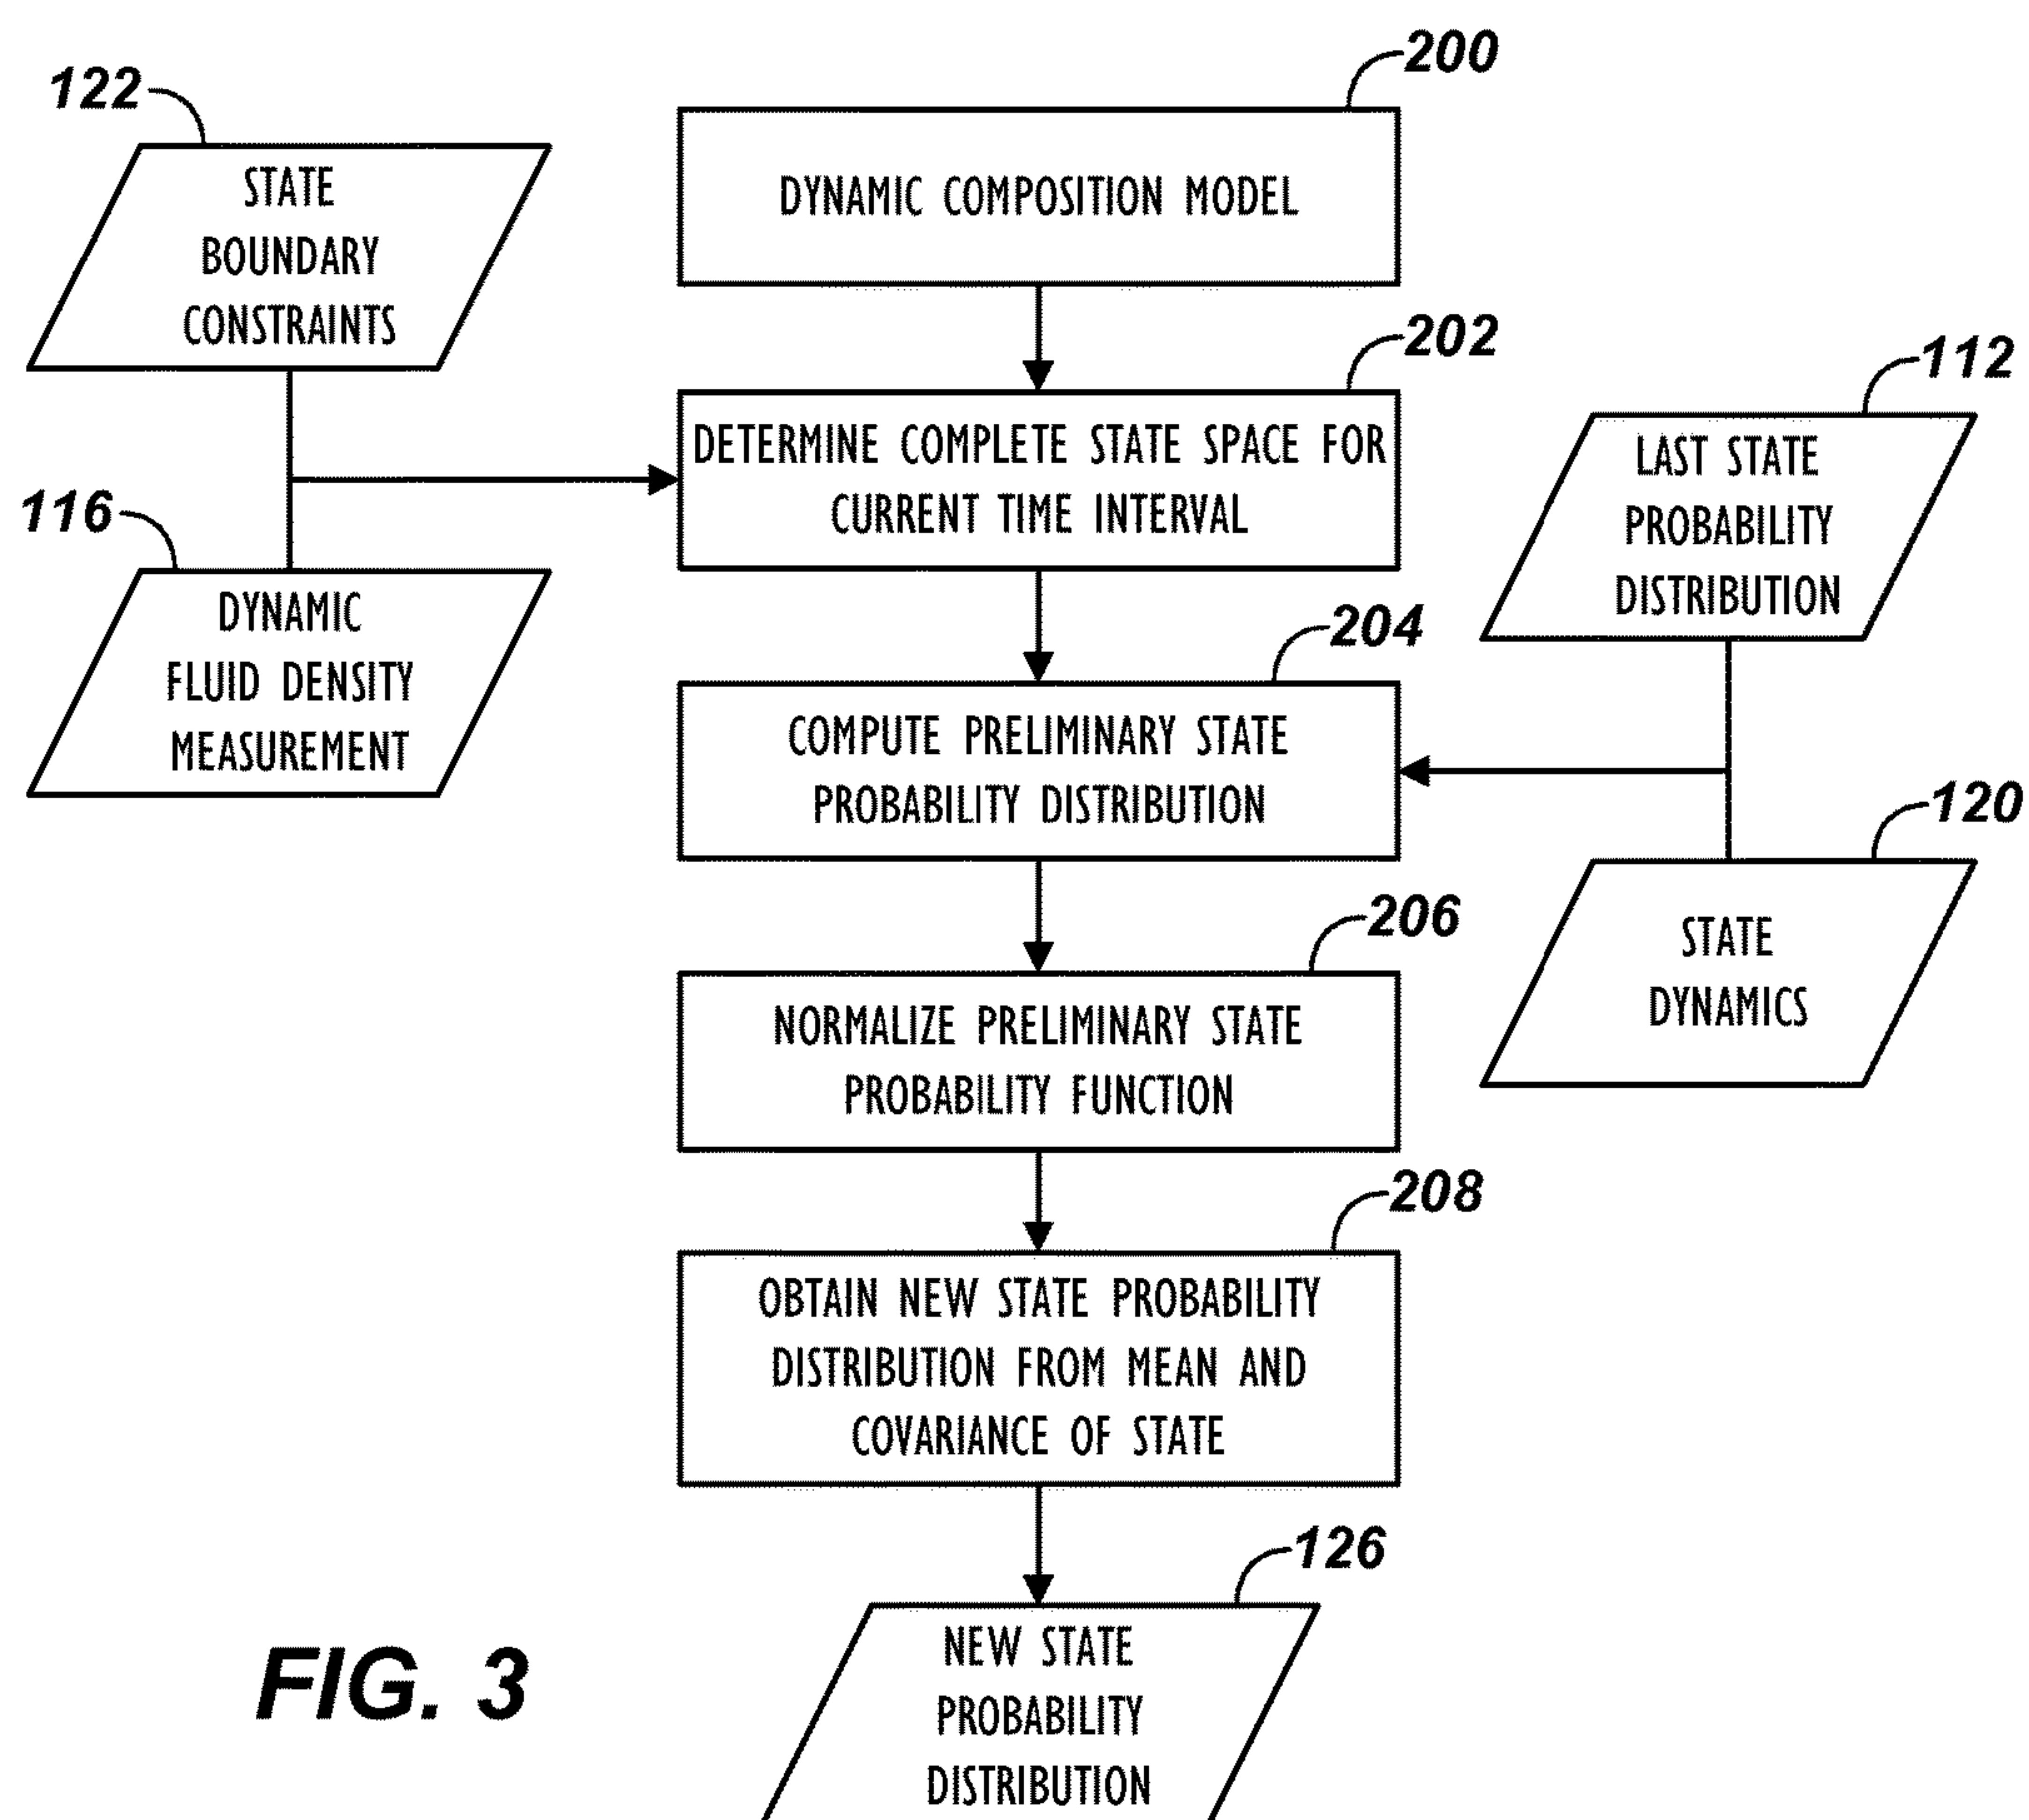 200
DYNAMIC COMPOSITION MODEL
122
STATE
BOUNDARY
CONSTRAINTS
202
DETERMINE COMPLETE STATE SPACE FOR
CURRENT TIME INTERVAL
116
DYNAMIC
FLUID DENSITY
MEASUREMENT
112
LAST STATE
PROBABILITY
DISTRIBUTION
204
COMPUTE PRELIMINARY STATE
PROBABILITY DISTRIBUTION
120
STATE
DYNAMICS
206
NORMALIZE PRELIMINARY STATE
PROBABILITY FUNCTION
208
OBTAIN NEW STATE PROBABILITY
DISTRIBUTION FROM MEAN AND
COVARIANCE OF STATE
126
NEW STATE
PROBABILITY
DISTRIBUTION
FIG. 3